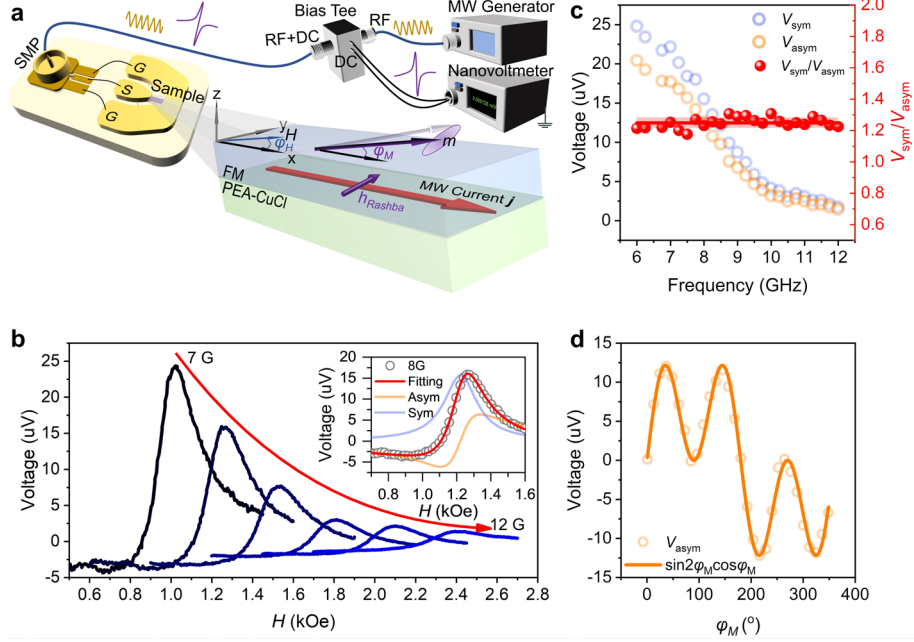 a
SMP
G
S
G
Sample
RF+DC
Bias Tee
RF
DC
MW Generator
Nanovoltmeter
z
y
H
φH
x
φM
m
FM
PEA-CuCl
MW Current j
hRashba
b
Voltage (uV)
25
20
15
10
5
0
-5
7 G
12 G
0.6 0.8 1.0 1.2 1.4 1.6 1.8 2.0 2.2 2.4 2.6 2.8
H (kOe)
Voltage (uV)
20
15
10
5
0
-5
8G
Fitting
Asym
Sym
0.8 1.0 1.2 1.4 1.6
H (kOe)
c
Voltage (uV)
25
20
15
10
5
0
Vsym
Vasym
Vsym/Vasym
2.0
1.8
1.6
1.4
1.2
1.0
0.8
0.6
Vsym/Vasym
6 7 8 9 10 11 12
Frequency (GHz)
d
Voltage (uV)
15
10
5
0
-5
-10
-15
Vasym
sin2φMcosφM
0 100 200 300 400
φM (o)